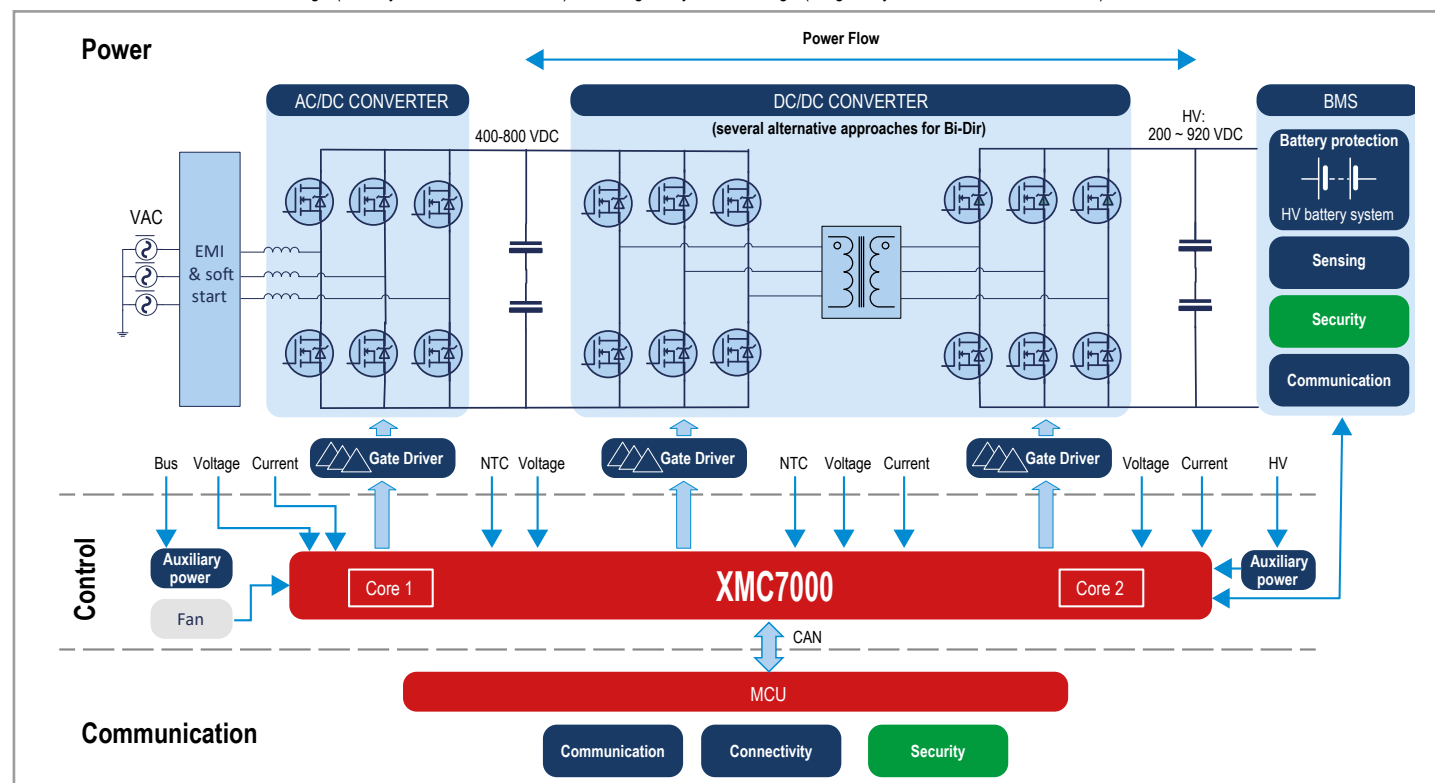 Power
Power Flow
AC/DC CONVERTER
DC/DC CONVERTER
BMS
(several alternative approaches for Bi-Dir)
400-800 VDC
HV:
200 ~ 920 VDC
Battery protection
HV battery system
VAC
EMI
& soft
start
Sensing
Security
Communication
Gate Driver
Gate Driver
Gate Driver
Bus
Voltage
Current
NTC
Voltage
NTC
Voltage
Current
Voltage
Current
HV
Control
Auxiliary
power
Fan
Core 1
XMC7000
Core 2
Auxiliary
power
CAN
MCU
Communication
Communication
Connectivity
Security